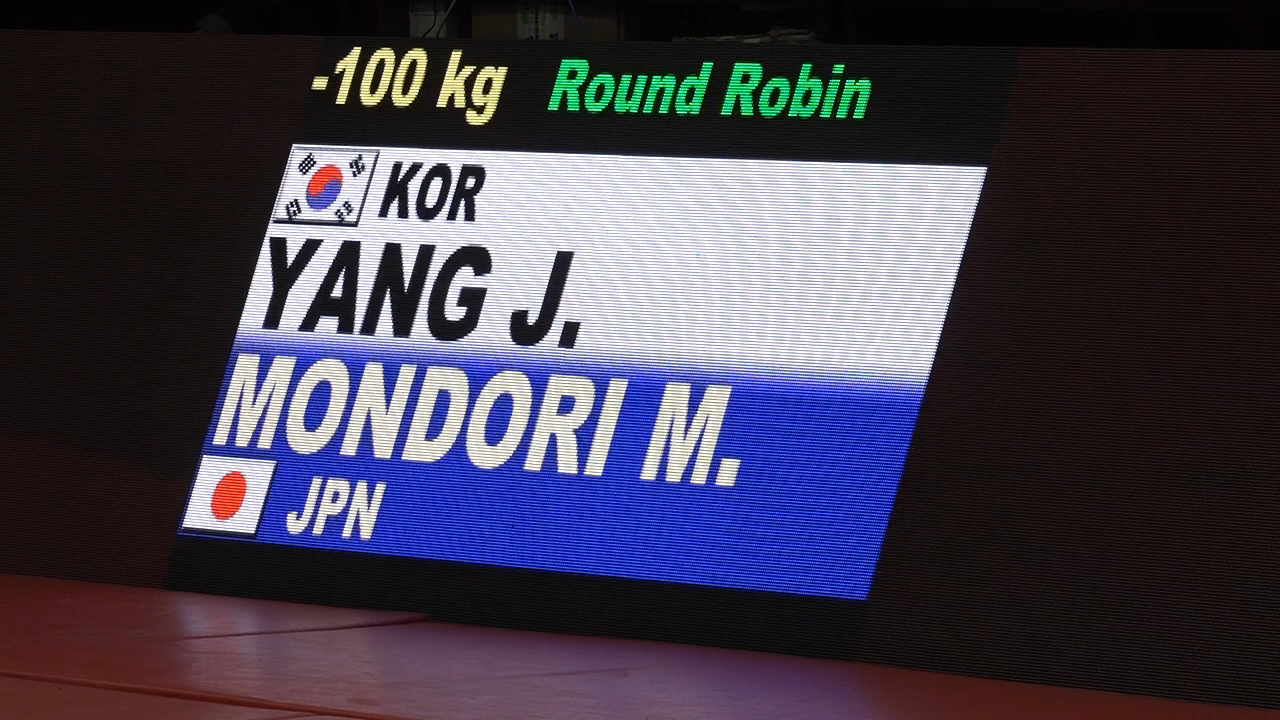 -100 kg Round Robin
KOR
YANG J.
MONDORI M.
JPN